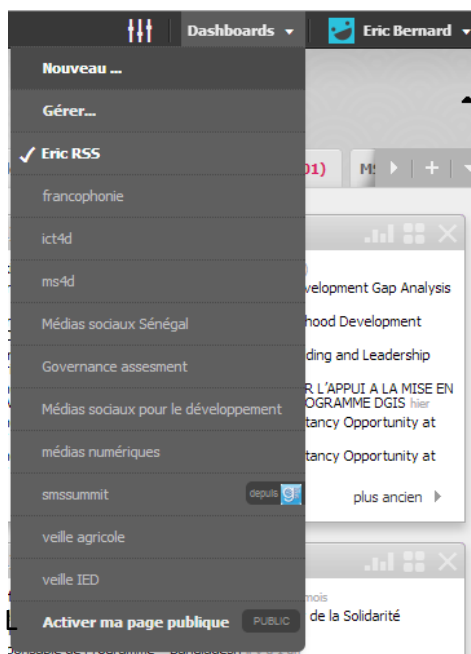 Dashboards Eric Bernard
Nouveau ...
Gérer...
Eric RSS
01) MS
francophonie
ict4d
ms4d
velopment Gap Analysis
Médias sociaux Sénégal
hood Development
Governance assesment
ding and Leadership
R L'APPUI A LA MISE EN
OGRAMME DGIS hier
Médias sociaux pour le développement
tancy Opportunity at
médias numériques
tancy Opportunity at
smssummit depuis g
plus ancien
veille agricole
veille IED
mois
Activer ma page publique PUBLIC
de la Solidarité